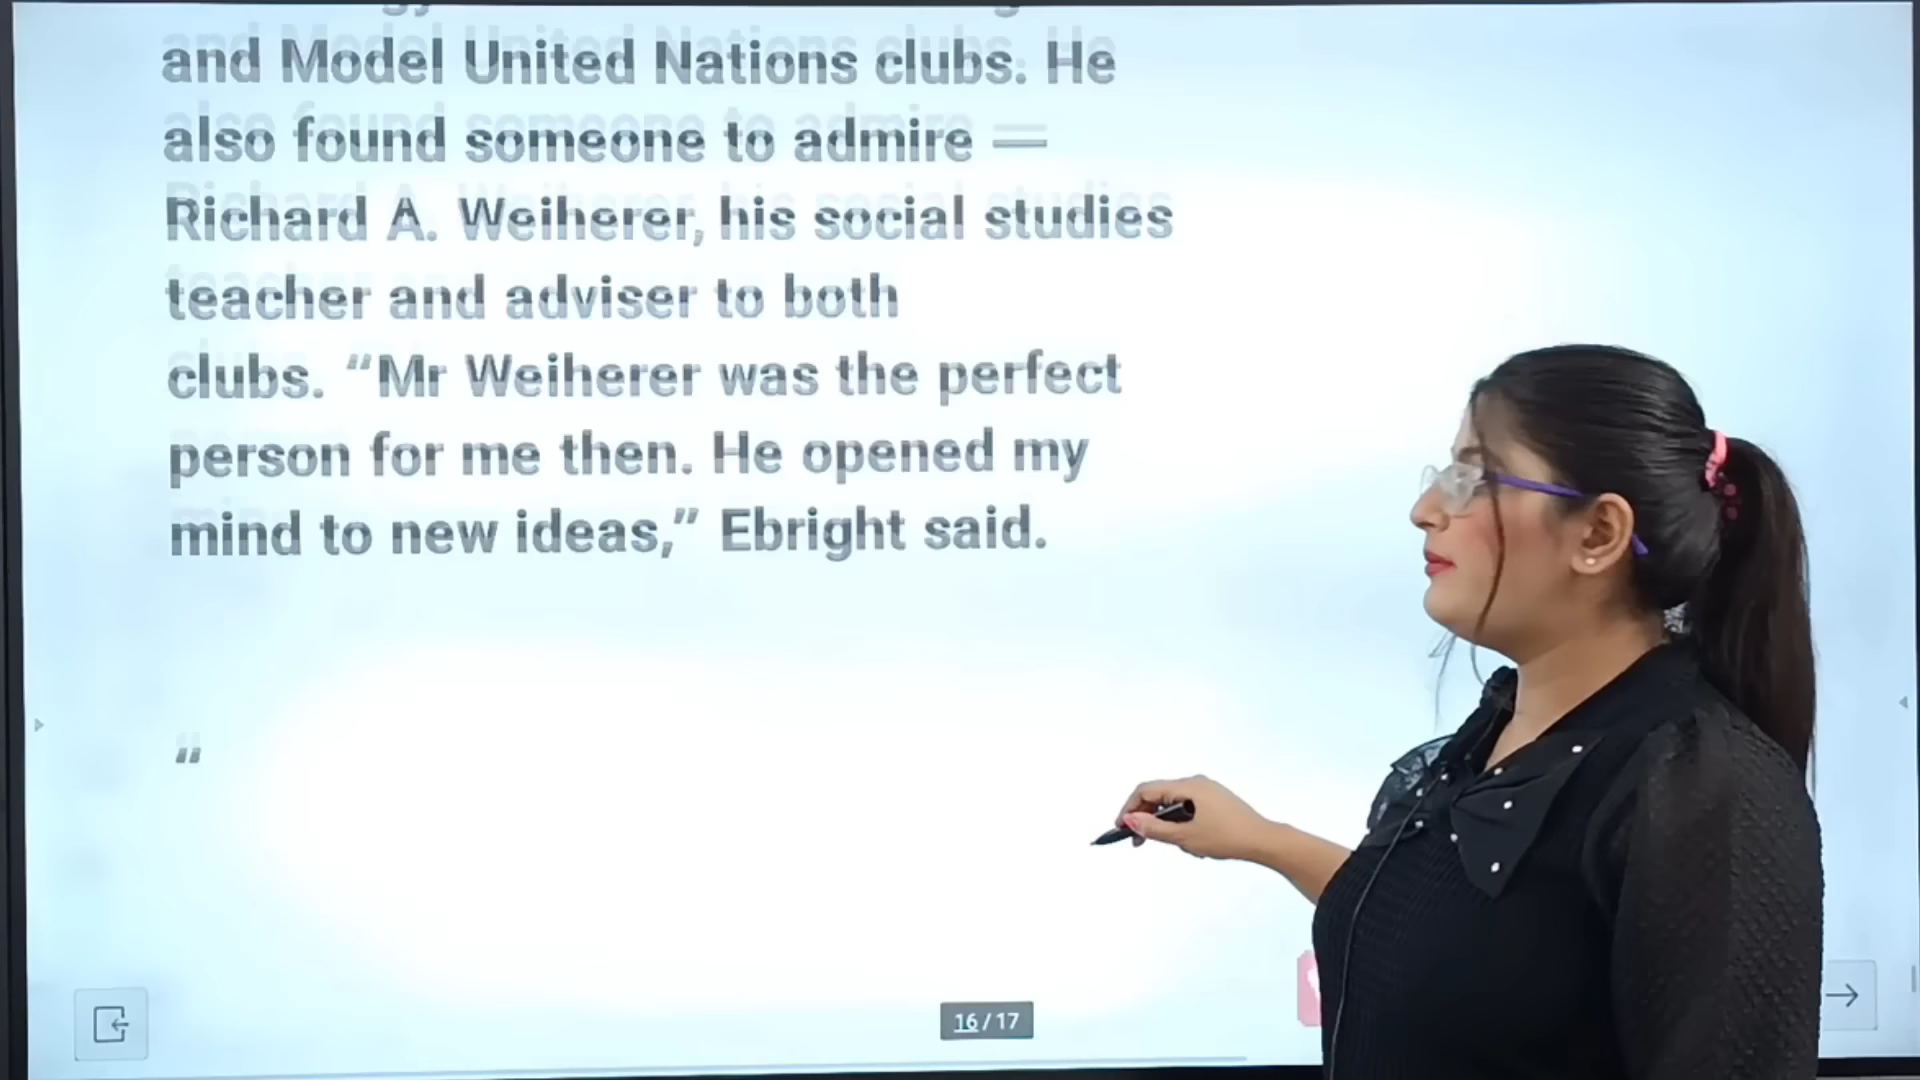 and Model United Nations clubs. He
also found someone to admire —
Richard A. Weiherer, his social studies
teacher and adviser to both
clubs. “Mr Weiherer was the perfect
person for me then. He opened my
mind to new ideas,” Ebright said.
“
16 / 17